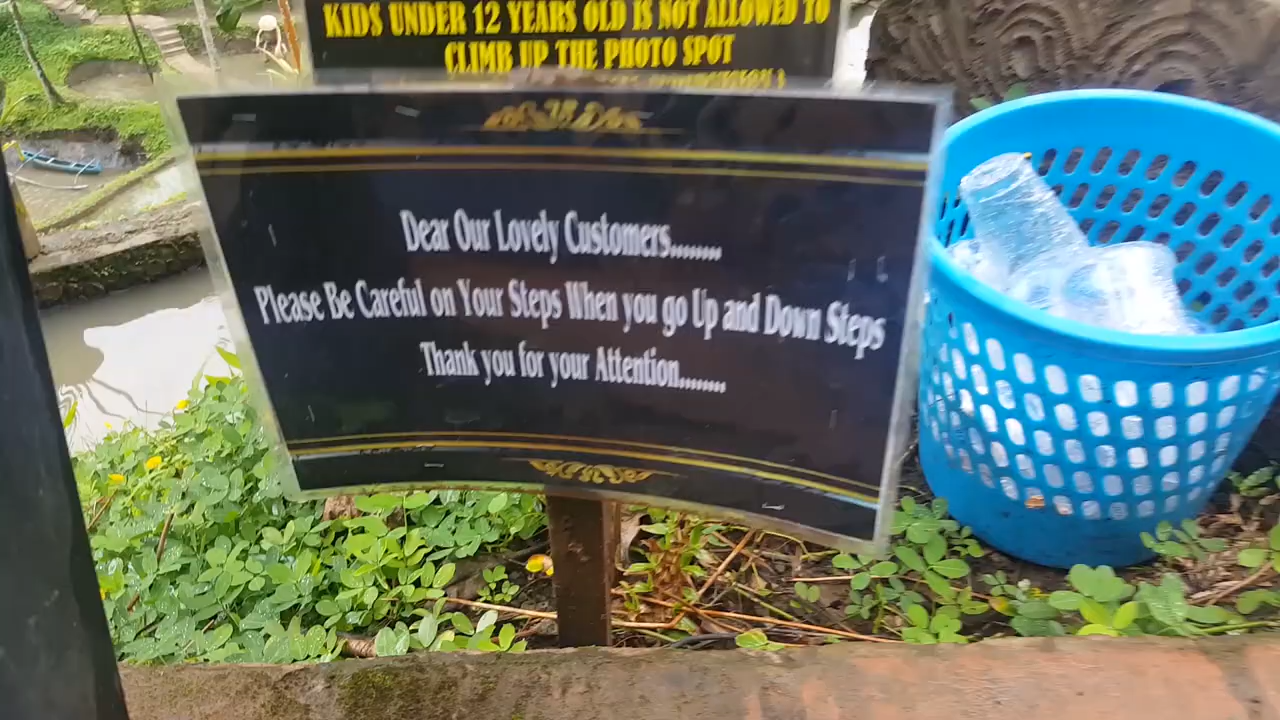 KIDS UNDER 12 YEARS OLD IS NOT ALLOWED TO
CLIMB UP THE PHOTO SPOT
Dear Our Lovely Customers........
Please Be Careful on Your Steps When you go Up and Down Steps
Thank you for your Attention........